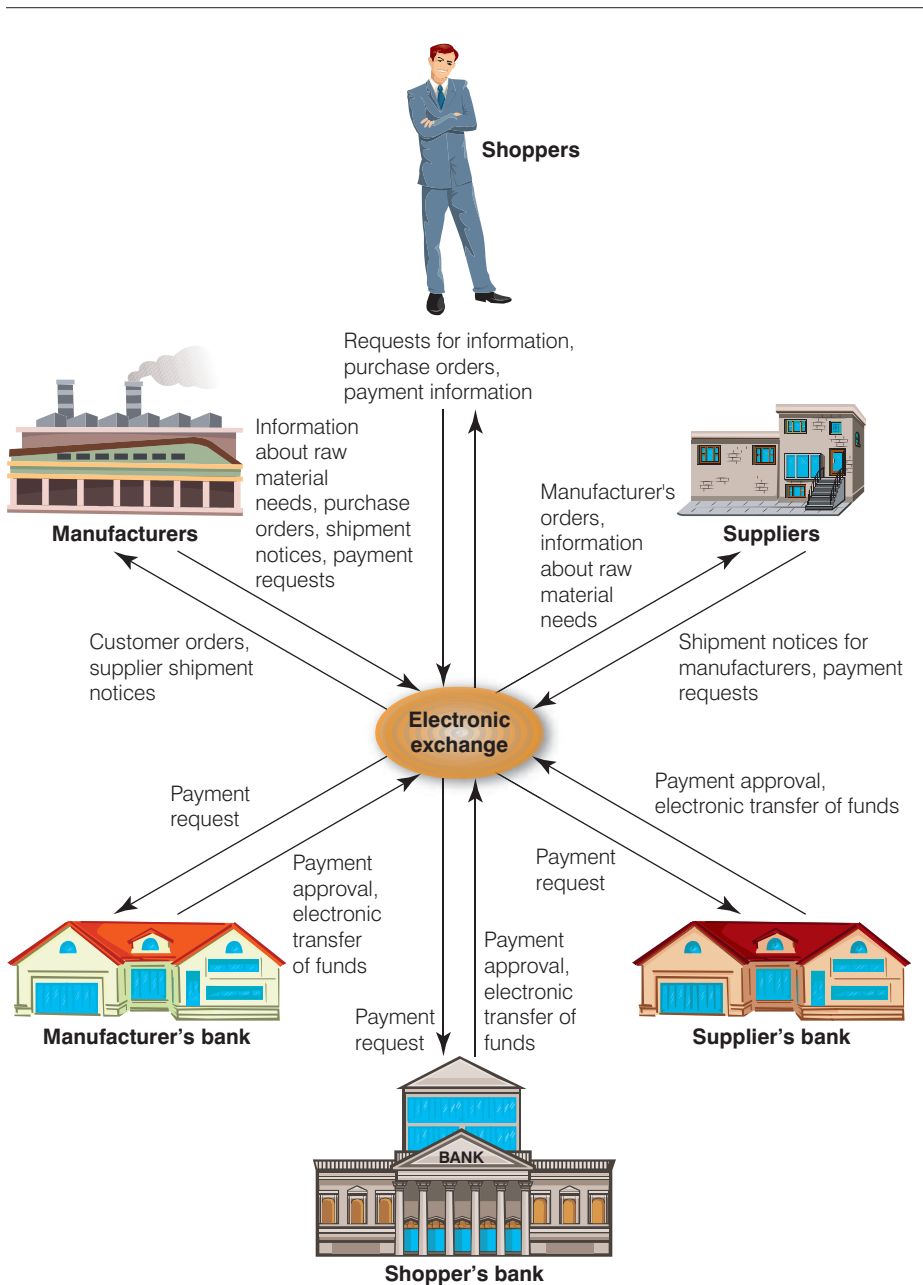 Shoppers
Requests for information,
purchase orders,
payment information
Information
about raw
material
needs, purchase
orders, shipment
notices, payment
requests
Manufacturers
Manufacturer's
orders,
information
about raw
material
needs
Suppliers
Customer orders,
supplier shipment
notices
Shipment notices for
manufacturers, payment
requests
Electronic
exchange
Payment
request
Payment
approval,
electronic
transfer
of funds
Payment approval,
electronic transfer of funds
Payment
request
Manufacturer’s bank
Payment
request
Payment
approval,
electronic
transfer of
funds
Supplier’s bank
BANK
Shopper’s bank